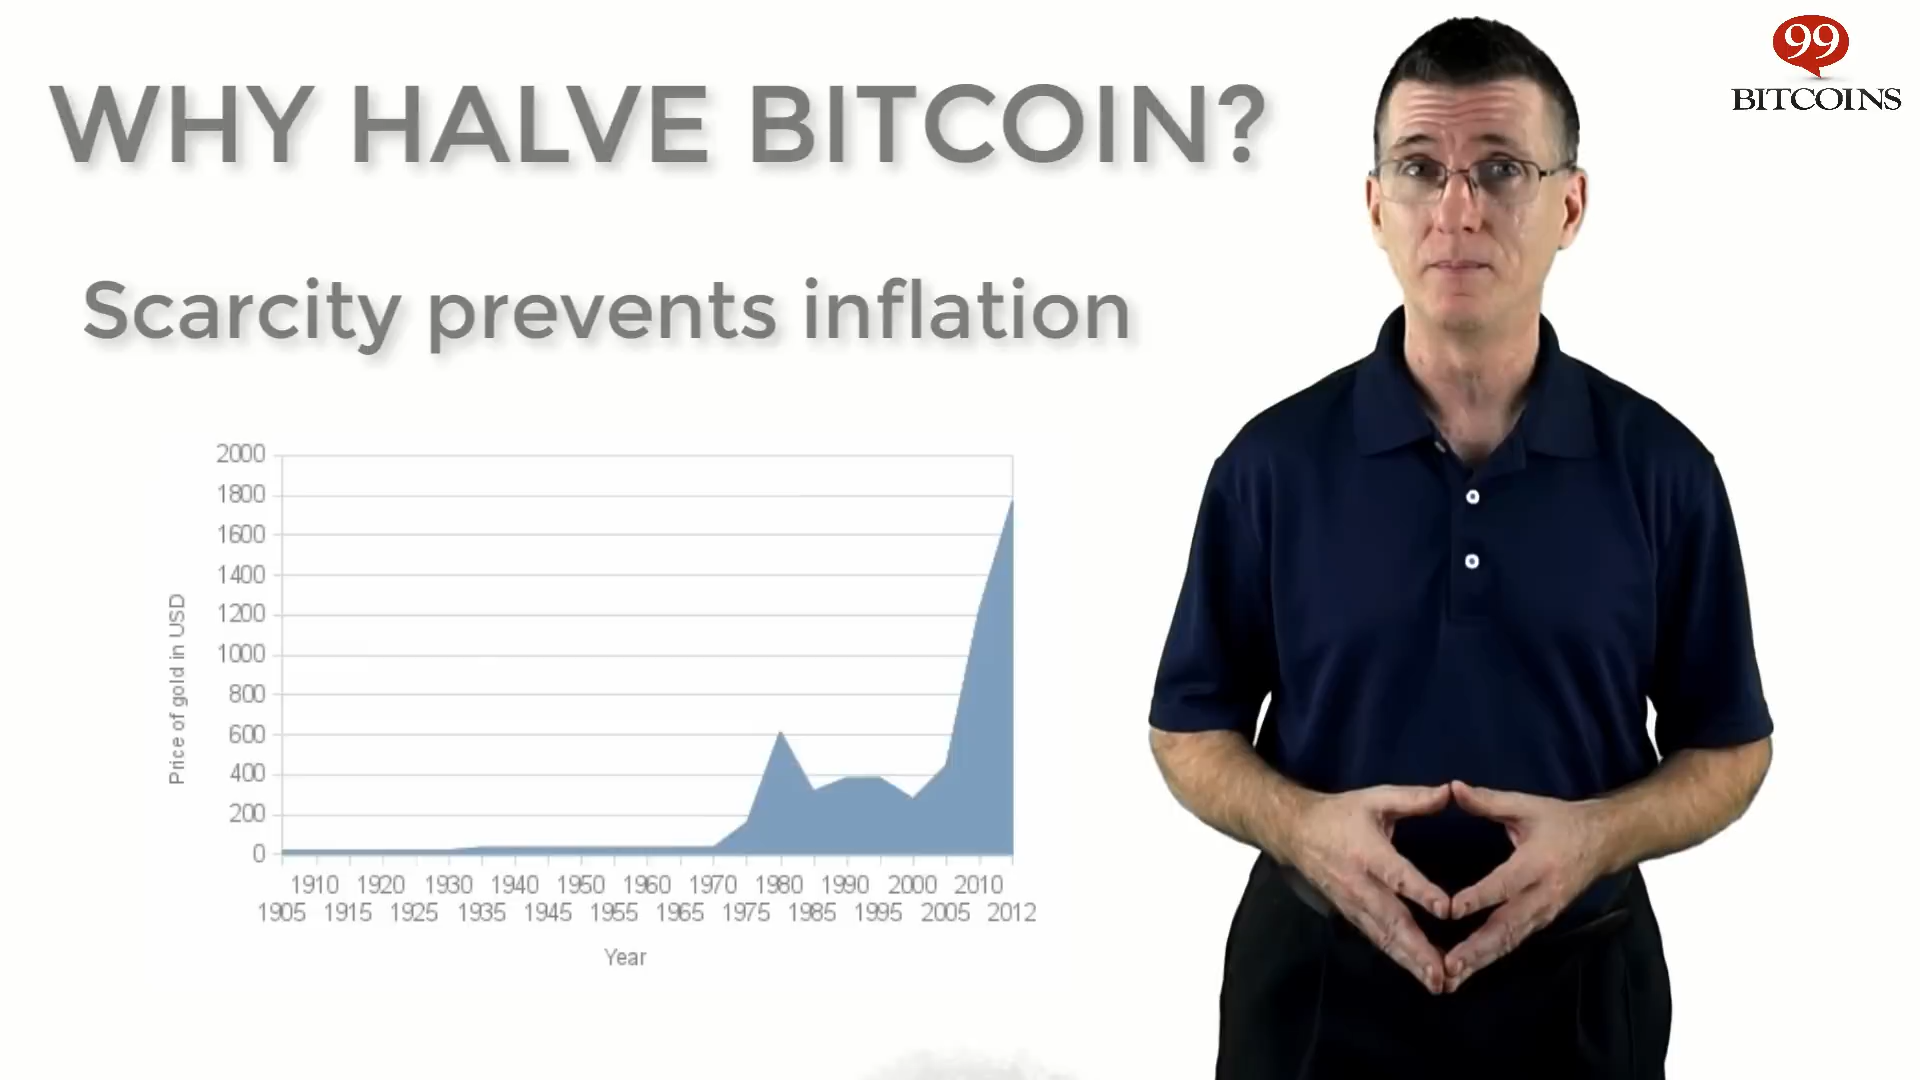 WHY HALVE BITCOIN?
99
BITCOINS
Scarcity prevents inflation
2000
1800
1600
1400
1200
1000
800
600
400
200
0
Price of gold in USD
1910 1920 1930 1940 1950 1960 1970 1980 1990 2000 2010
1905 1915 1925 1935 1945 1955 1965 1975 1985 1995 2005 2012
Year